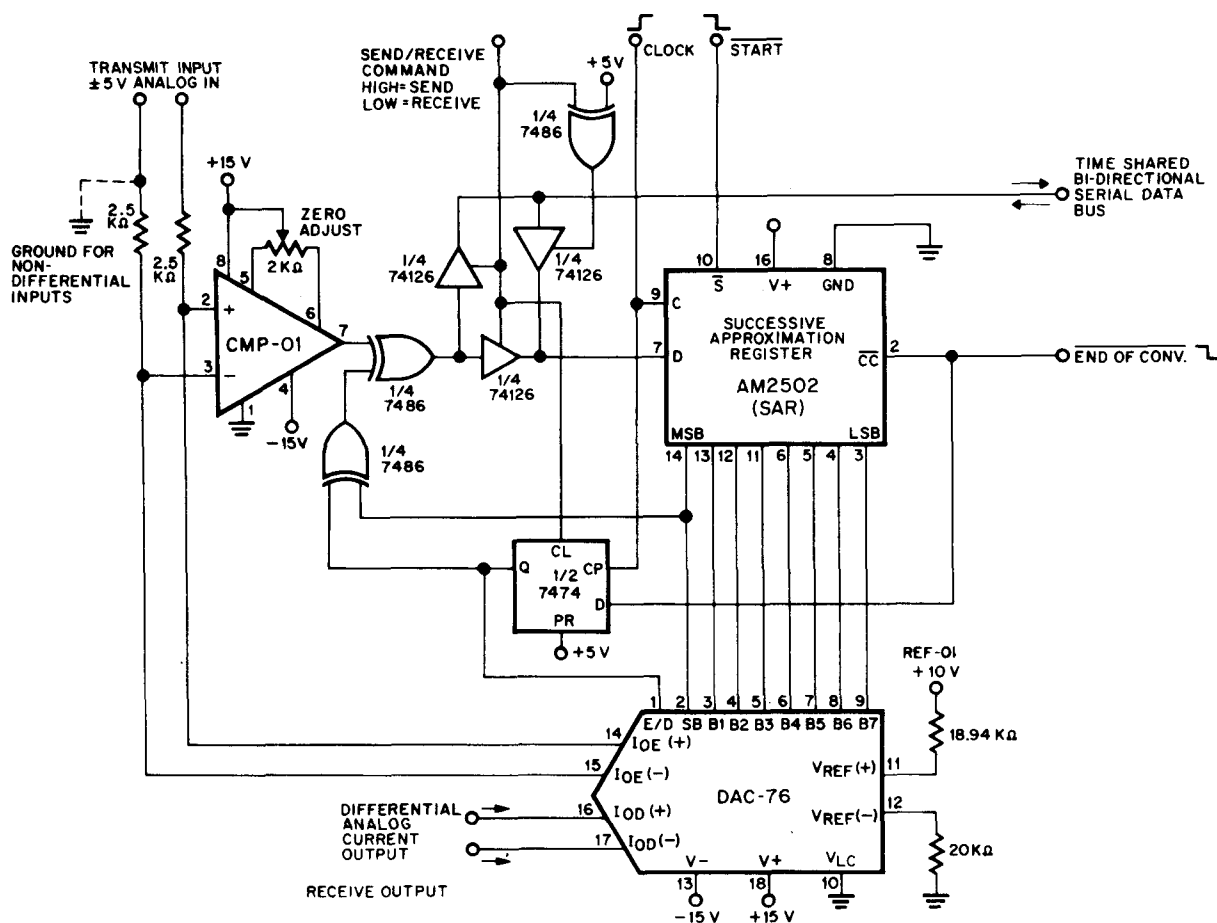 TRANSMIT INPUT
±5 V ANALOG IN
SEND/RECEIVE
COMMAND
HIGH= SEND
LOW = RECEIVE
CLOCK
START
+5V
1/4
7486
TIME SHARED
BI-DIRECTIONAL
SERIAL DATA
BUS
+15 V
2.5
KΩ
2.5
KΩ
ZERO
ADJUST
2KΩ
GROUND FOR
NON-
DIFFERENTIAL
INPUTS
8
5
6
2
+
3
−
CMP-01
7
4
1
-15V
1/4
74126
1/4
74126
1/4
7486
1/4
74126
1/4
7486
10
S
16
V+
8
GND
9
C
7
D
SUCCESSIVE
APPROXIMATION
REGISTER
AM2502
(SAR)
2
CC
END OF CONV.
MSB
LSB
14
13
12
11
6
5
4
3
CL
Q
1/2
7474
CP
D
PR
+5 V
REF-01
+10 V
18.94 KΩ
1
2
3
4
5
6
7
8
9
E/D
SB
B1
B2
B3
B4
B5
B6
B7
14
IOE(+)
15
IOE(−)
16
IOD(+)
17
IOD(−)
DAC-76
VREF(+)
11
VREF(−)
12
20KΩ
DIFFERENTIAL
ANALOG
CURRENT
OUTPUT
RECEIVE OUTPUT
V-
V+
VLC
13
18
10
-15 V
+15 V